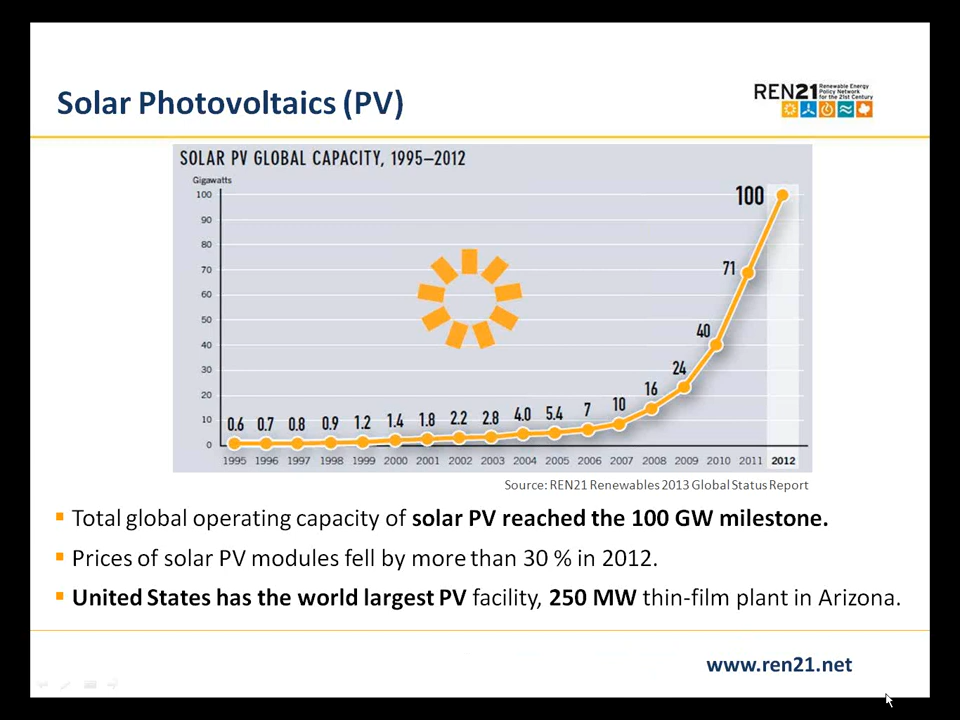 Solar Photovoltaics (PV)
REN21 Renewable Energy
Policy Network
for the 21st Century
SOLAR PV GLOBAL CAPACITY, 1995–2012
Gigawatts
100
90
80
70
60
50
40
30
20
10
0
0.6 0.7 0.8 0.9 1.2 1.4 1.8 2.2 2.8 4.0 5.4 7 10 16 24 40 71 100
1995 1996 1997 1998 1999 2000 2001 2002 2003 2004 2005 2006 2007 2008 2009 2010 2011 2012
Source: REN21 Renewables 2013 Global Status Report
▪ Total global operating capacity of solar PV reached the 100 GW milestone.
▪ Prices of solar PV modules fell by more than 30 % in 2012.
▪ United States has the world largest PV facility, 250 MW thin-film plant in Arizona.
www.ren21.net